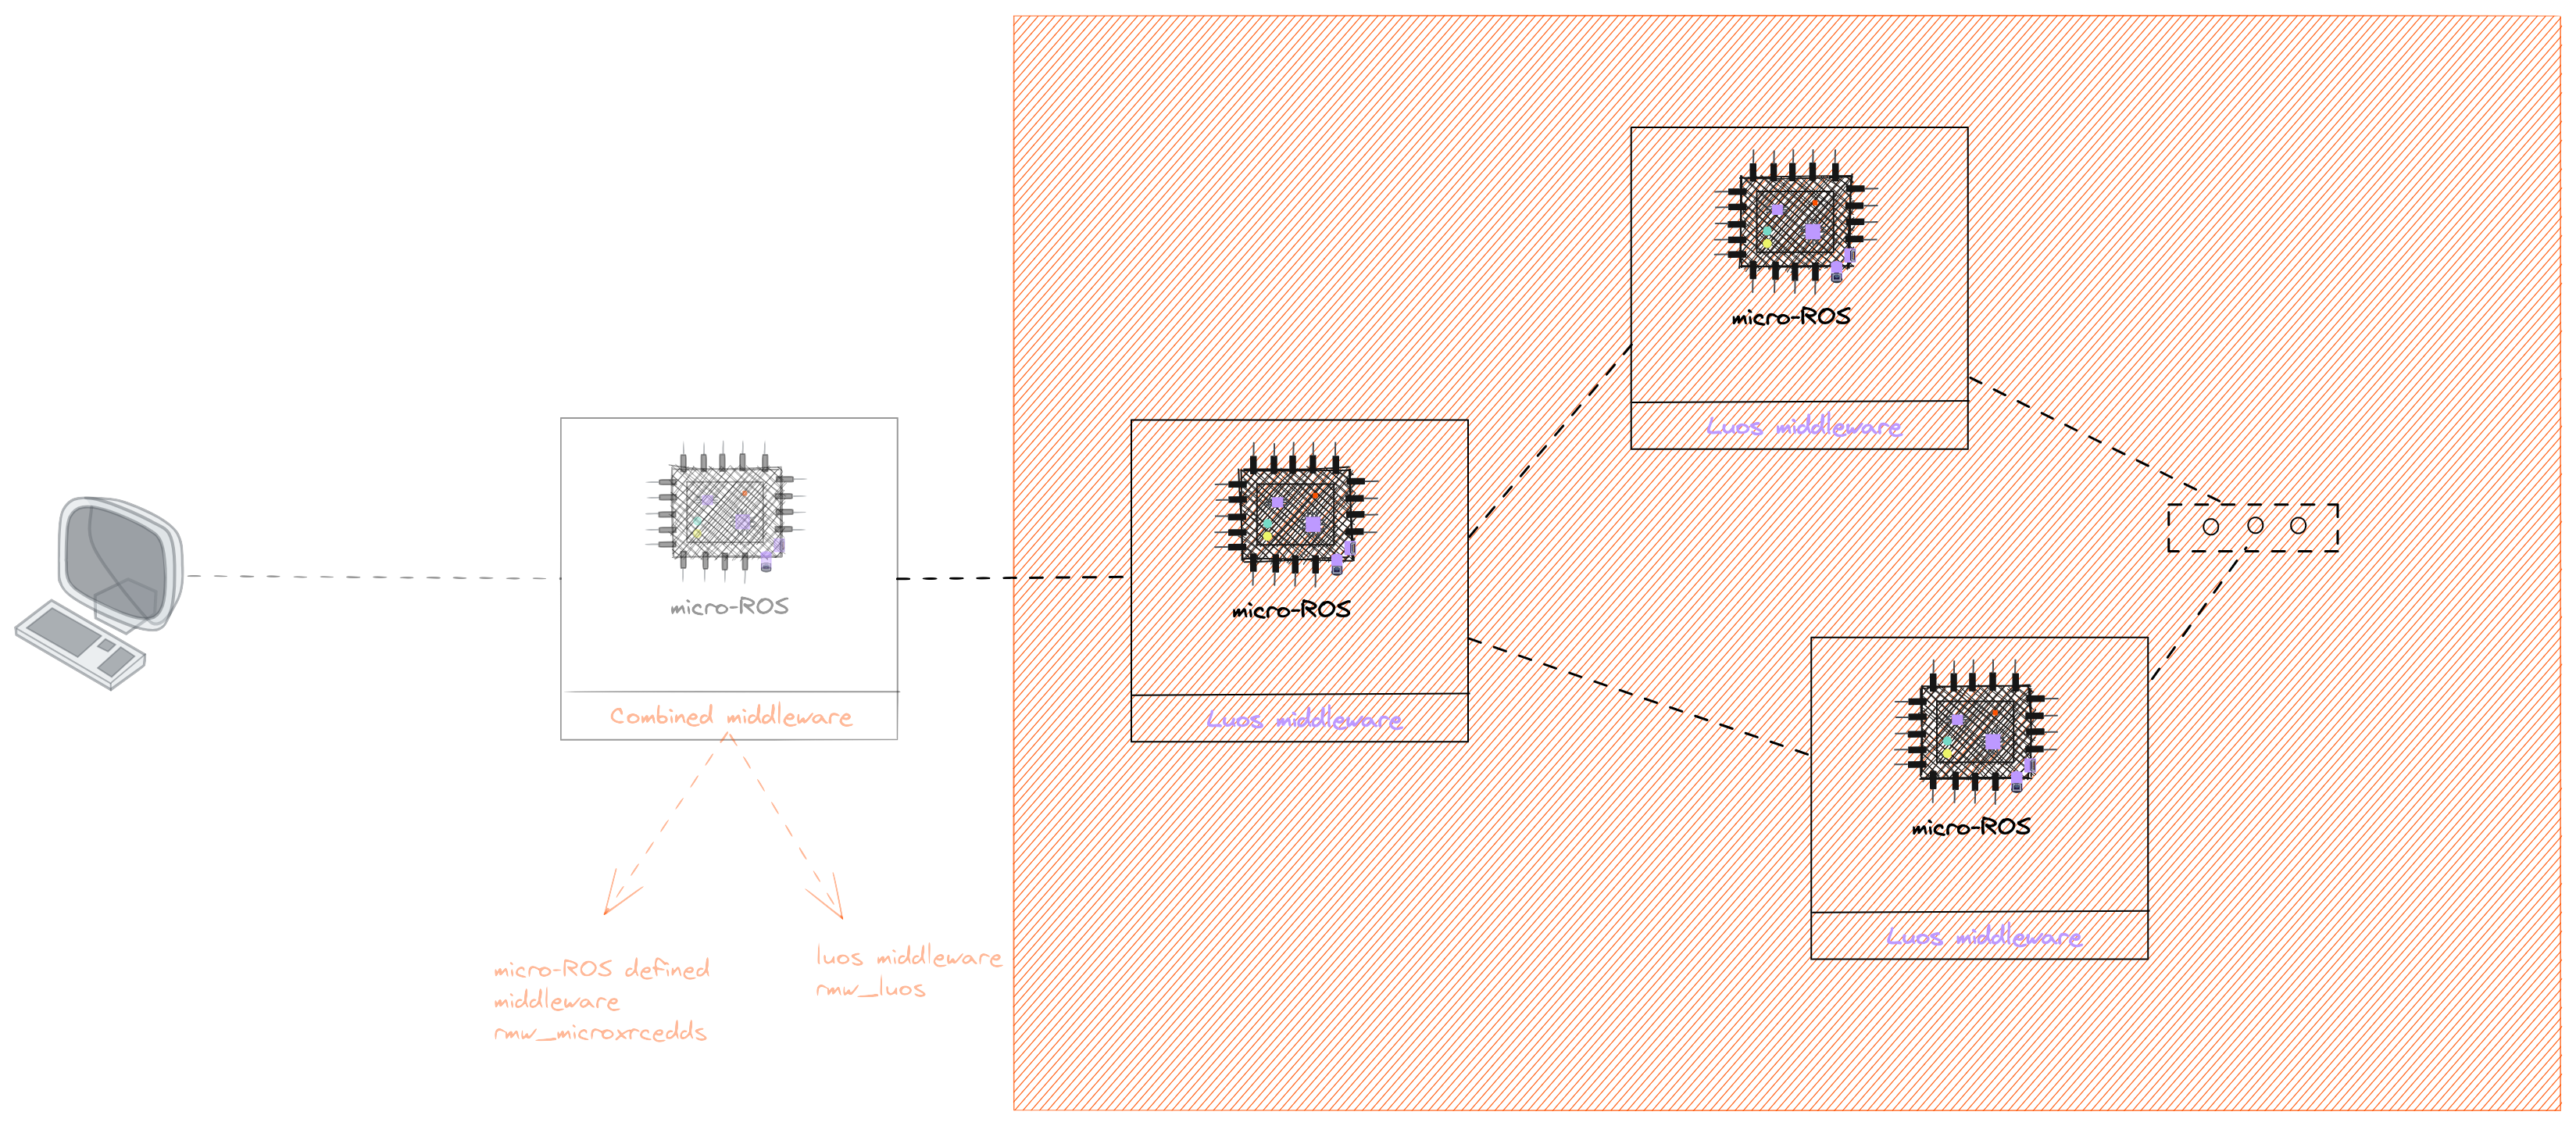 micro-ROS
Luos middleware
micro-ROS
Combined middleware
micro-ROS
Luos middleware
micro-ROS
Luos middleware
micro-ROS defined
middleware
rmw_microxrcedds
luos middleware
rmw_luos